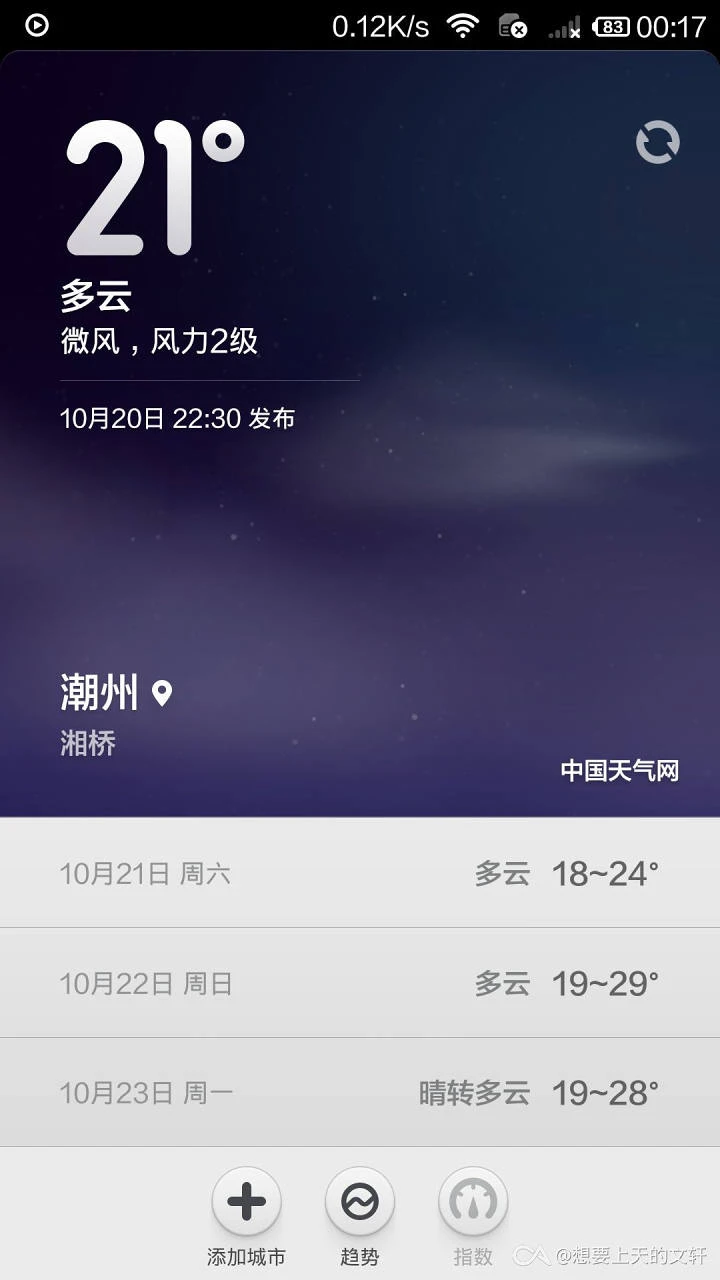 0.12K/s 83 00:17
21°
多云
微风，风力2级
10月20日 22:30 发布
潮州
湘桥
中国天气网
10月21日 周六 多云 18~24°
10月22日 周日 多云 19~29°
10月23日 周一 晴转多云 19~28°
添加城市 趋势 指数
@想要上天的文轩